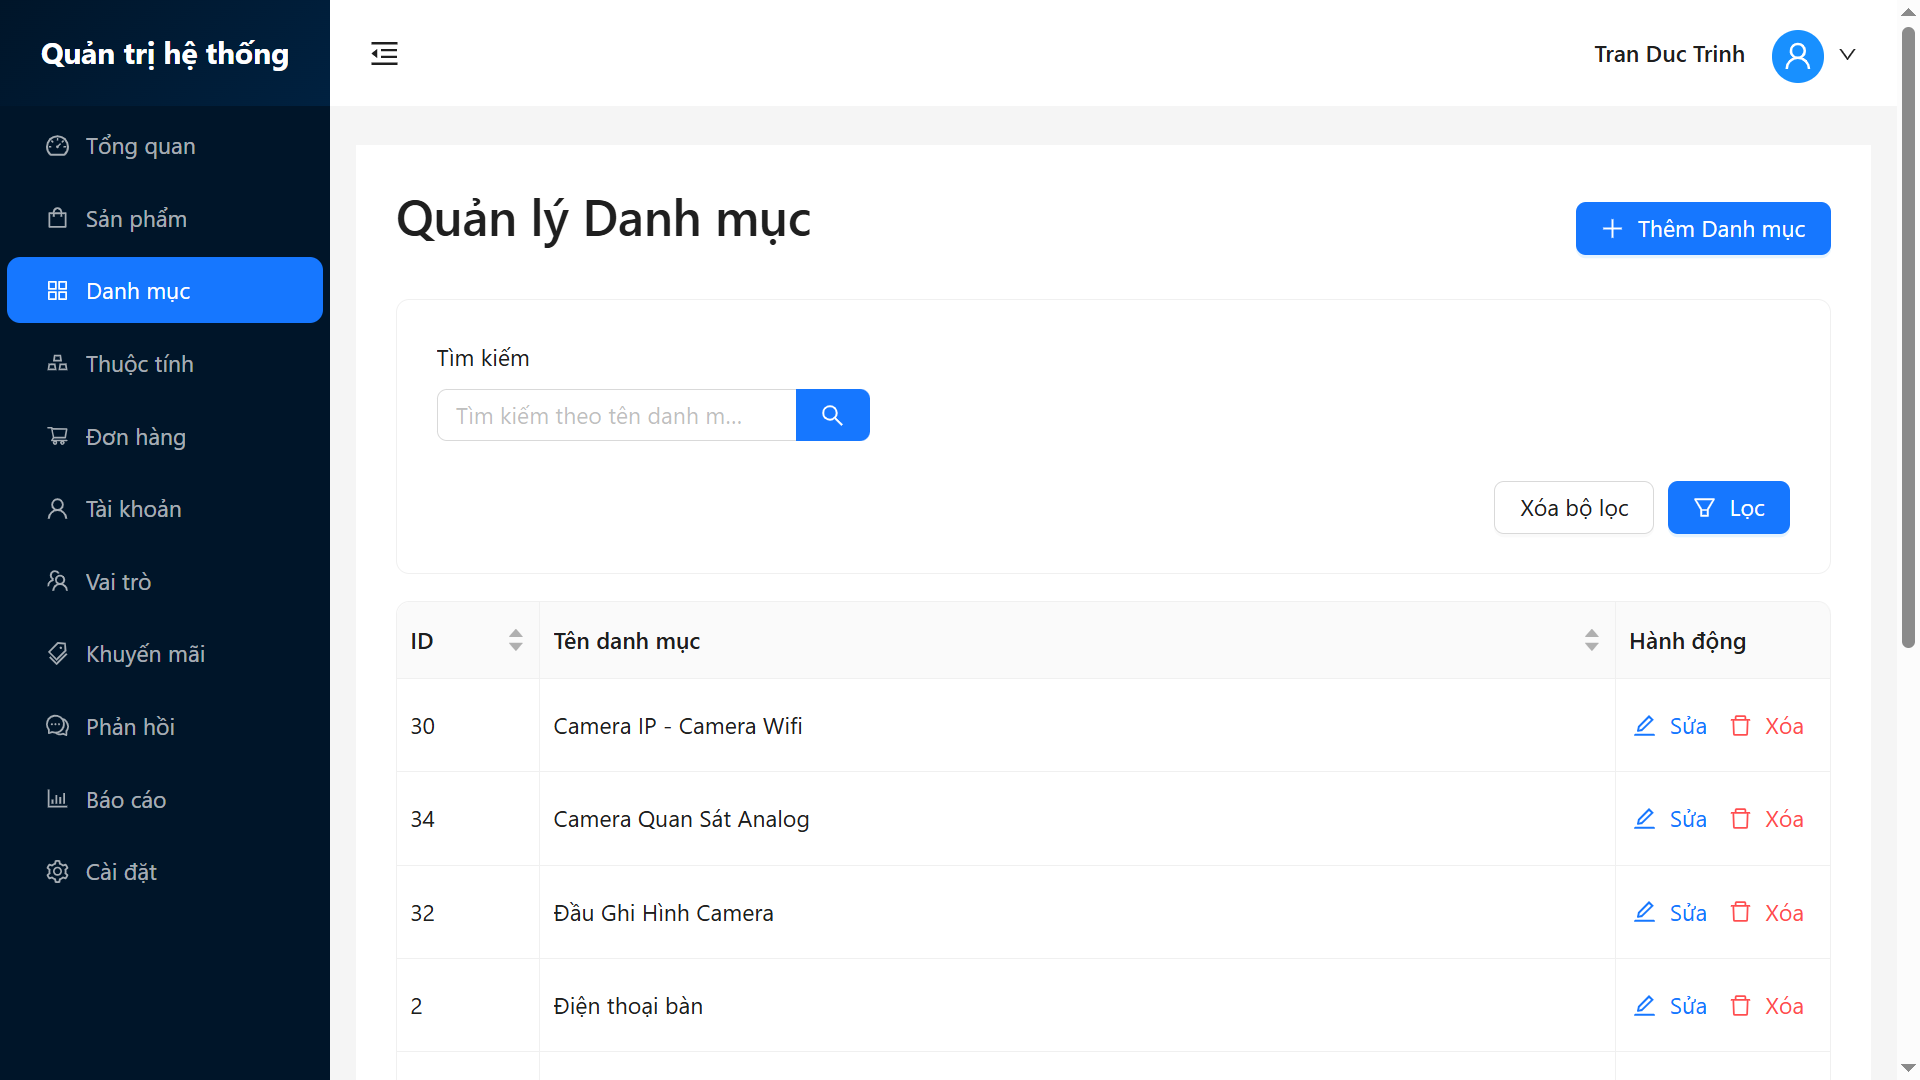 Quản trị hệ thống
Tran Duc Trinh
Tổng quan
Sản phẩm
Danh mục
Thuộc tính
Đơn hàng
Tài khoản
Vai trò
Khuyến mãi
Phản hồi
Báo cáo
Cài đặt
Quản lý Danh mục
Thêm Danh mục
Tìm kiếm
Tìm kiếm theo tên danh m...
Xóa bộ lọc
Lọc
ID Tên danh mục Hành động
30 Camera IP - Camera Wifi Sửa Xóa
34 Camera Quan Sát Analog Sửa Xóa
32 Đầu Ghi Hình Camera Sửa Xóa
2 Điện thoại bàn Sửa Xóa